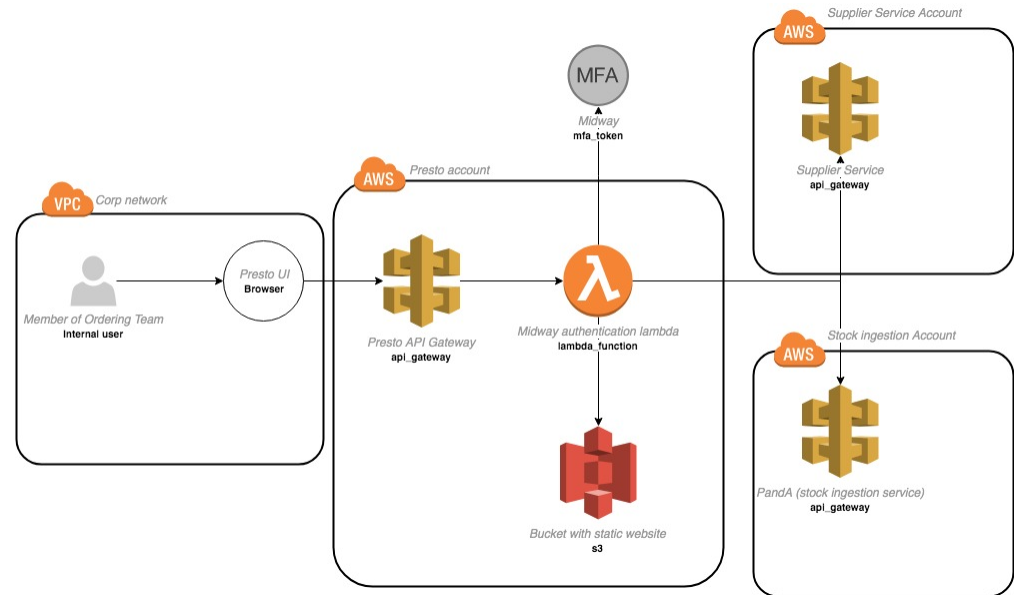 AWS
Supplier Service Account
MFA
Midway
mfa_token
Supplier Service
api_gateway
AWS
Presto account
VPC
Corp network
Presto UI
Browser
Member of Ordering Team
Internal user
Presto API Gateway
api_gateway
Midway authentication lambda
lambda_function
AWS
Stock ingestion Account
PandA (stock ingestion service)
api_gateway
Bucket with static website
s3